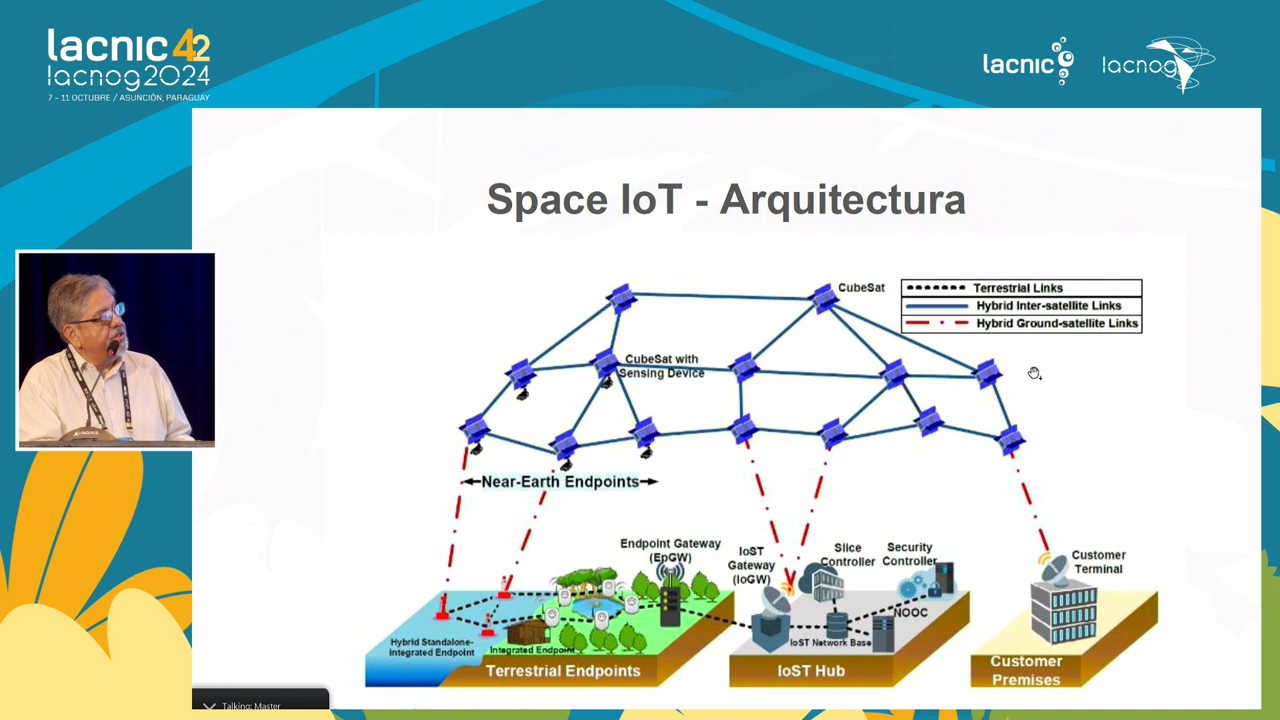 lacnic 42
lacnog2024
7 - 11 OCTUBRE / ASUNCIÓN, PARAGUAY
lacnic
lacnog
Space IoT - Arquitectura
CubeSat
Terrestrial Links
Hybrid Inter-satellite Links
Hybrid Ground-satellite Links
CubeSat with
Sensing Device
Near-Earth Endpoints
Endpoint Gateway
(EpGW)
IoST
Gateway
(IoGW)
Slice
Controller
Security
Controller
Customer
Terminal
NOOC
Hybrid Standalone-
integrated Endpoint
Integrated Endpoint
IoST Network Base
Terrestrial Endpoints
IoST Hub
Customer
Premises
Talking: Master